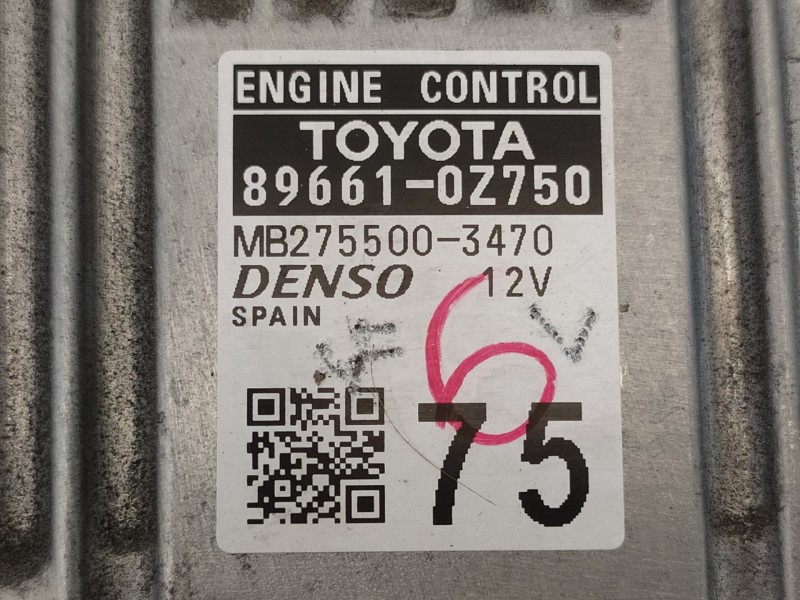 ENGINE CONTROL
TOYOTA
89661-0Z750
MB275500-3470
DENSO 12V
SPAIN
6
75